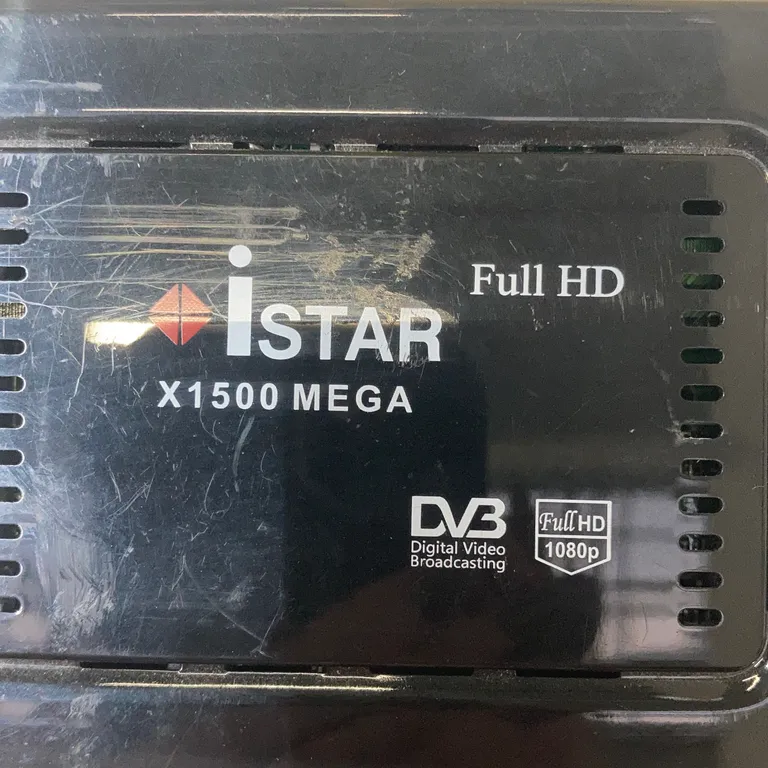 Full HD
iSTAR
X1500 MEGA
DVB
Digital Video
Broadcasting
Full HD
1080p